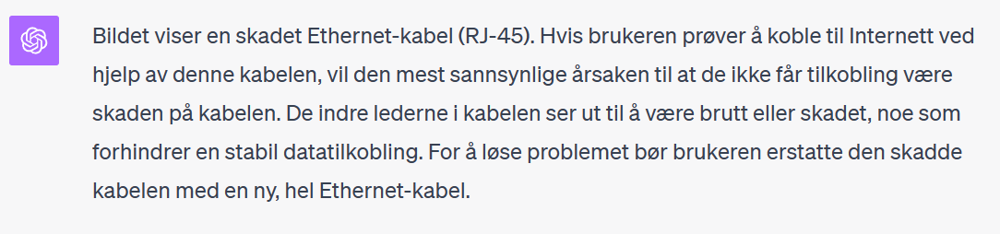 Bildet viser en skadet Ethernet-kabel (RJ-45). Hvis brukeren prøver å koble til Internett ved
hjelp av denne kabelen, vil den mest sannsynlige årsaken til at de ikke får tilkobling være
skaden på kabelen. De indre lederne i kabelen ser ut til å være brutt eller skadet, noe som
forhindrer en stabil datatilkobling. For å løse problemet bør brukeren erstatte den skadde
kabelen med en ny, hel Ethernet-kabel.